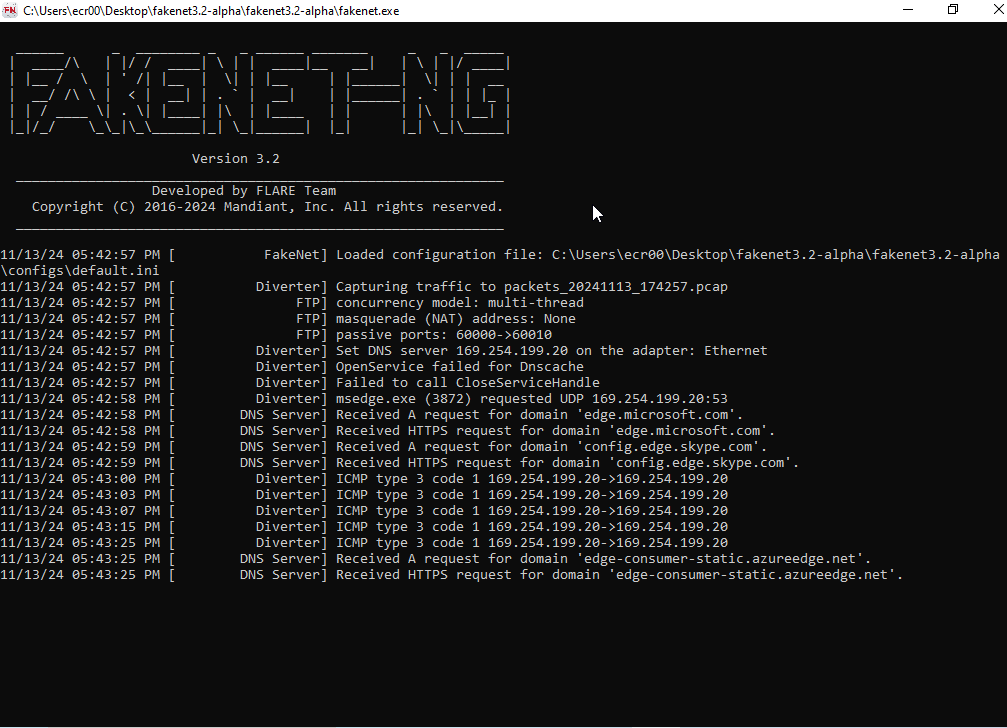 C:\Users\ecr00\Desktop\fakenet3.2-alpha\fakenet3.2-alpha\fakenet.exe
FAKENET-NG
Version 3.2
Developed by FLARE Team
Copyright (C) 2016-2024 Mandiant, Inc. All rights reserved.
11/13/24 05:42:57 PM [           FakeNet] Loaded configuration file: C:\Users\ecr00\Desktop\fakenet3.2-alpha\fakenet3.2-alpha
\configs\default.ini
11/13/24 05:42:57 PM [          Diverter] Capturing traffic to packets_20241113_174257.pcap
11/13/24 05:42:57 PM [               FTP] concurrency model: multi-thread
11/13/24 05:42:57 PM [               FTP] masquerade (NAT) address: None
11/13/24 05:42:57 PM [               FTP] passive ports: 60000->60010
11/13/24 05:42:57 PM [          Diverter] Set DNS server 169.254.199.20 on the adapter: Ethernet
11/13/24 05:42:57 PM [          Diverter] OpenService failed for Dnscache
11/13/24 05:42:57 PM [          Diverter] Failed to call CloseServiceHandle
11/13/24 05:42:58 PM [          Diverter] msedge.exe (3872) requested UDP 169.254.199.20:53
11/13/24 05:42:58 PM [        DNS Server] Received A request for domain 'edge.microsoft.com'.
11/13/24 05:42:58 PM [        DNS Server] Received HTTPS request for domain 'edge.microsoft.com'.
11/13/24 05:42:59 PM [        DNS Server] Received A request for domain 'config.edge.skype.com'.
11/13/24 05:42:59 PM [        DNS Server] Received HTTPS request for domain 'config.edge.skype.com'.
11/13/24 05:43:00 PM [          Diverter] ICMP type 3 code 1 169.254.199.20->169.254.199.20
11/13/24 05:43:03 PM [          Diverter] ICMP type 3 code 1 169.254.199.20->169.254.199.20
11/13/24 05:43:07 PM [          Diverter] ICMP type 3 code 1 169.254.199.20->169.254.199.20
11/13/24 05:43:15 PM [          Diverter] ICMP type 3 code 1 169.254.199.20->169.254.199.20
11/13/24 05:43:25 PM [          Diverter] ICMP type 3 code 1 169.254.199.20->169.254.199.20
11/13/24 05:43:25 PM [        DNS Server] Received A request for domain 'edge-consumer-static.azureedge.net'.
11/13/24 05:43:25 PM [        DNS Server] Received HTTPS request for domain 'edge-consumer-static.azureedge.net'.